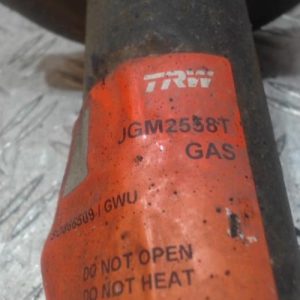 TRW
JGM2558T
GAS
/ GWU
DO NOT OPEN
DO NOT HEAT